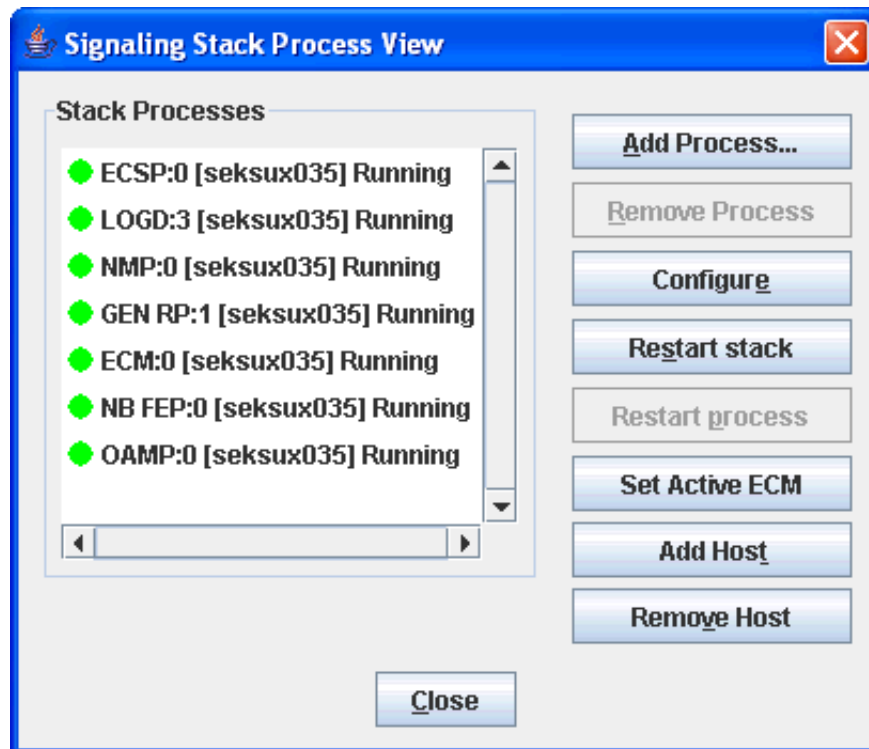 Signaling Stack Process View
Stack Processes
ECSP:0 [seksux035] Running
LOGD:3 [seksux035] Running
NMP:0 [seksux035] Running
GEN RP:1 [seksux035] Running
ECM:0 [seksux035] Running
NB FEP:0 [seksux035] Running
OAMP:0 [seksux035] Running
Add Process...
Remove Process
Configure
Restart stack
Restart process
Set Active ECM
Add Host
Remove Host
Close